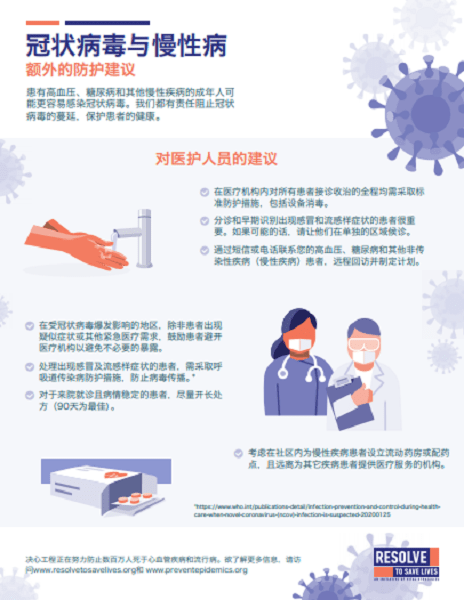 冠状病毒与慢性病
额外的防护建议
患有高血压、糖尿病和其他慢性疾病的成年人可
能更容易感染冠状病毒。我们都有责任阻止冠状
病毒的蔓延，保护患者的健康。
对医护人员的建议
在医疗机构内对所有患者接诊收治的全程均需采取标
准防护措施，包括设备消毒。
分诊和早期识别出现感冒和流感样症状的患者很重
要。如果可能的话，请让他们在单独的区域候诊。
通过短信或电话联系您的高血压、糖尿病和其他非传
染性疾病（慢性疾病）患者，远程回访并制定计划。
在受冠状病毒爆发影响的地区，除非患者出现
疑似症状或其他紧急医疗需求，鼓励患者避开
医疗机构以避免不必要的暴露。
处理出现感冒及流感样症状的患者，需采取呼
吸道传染病防护措施，防止病毒传播。*
对于来院就诊且病情稳定的患者，尽量开长处
方（90天为最佳）。
考虑在社区内为慢性疾病患者设立流动药房或配药
点，且远离为其它疾病患者提供医疗服务的机构。
*https://www.who.int/publications-detail/infection-prevention-and-control-during-health-
care-when-novel-coronavirus-(ncov)-infection-is-suspected-20200125
决心工程正在努力防止数百万人死于心血管疾病和流行病。欲了解更多信息，请访
问www.resolvetosavelives.org和 www.preventepidemics.org
RESOLVE
TO SAVE LIVES